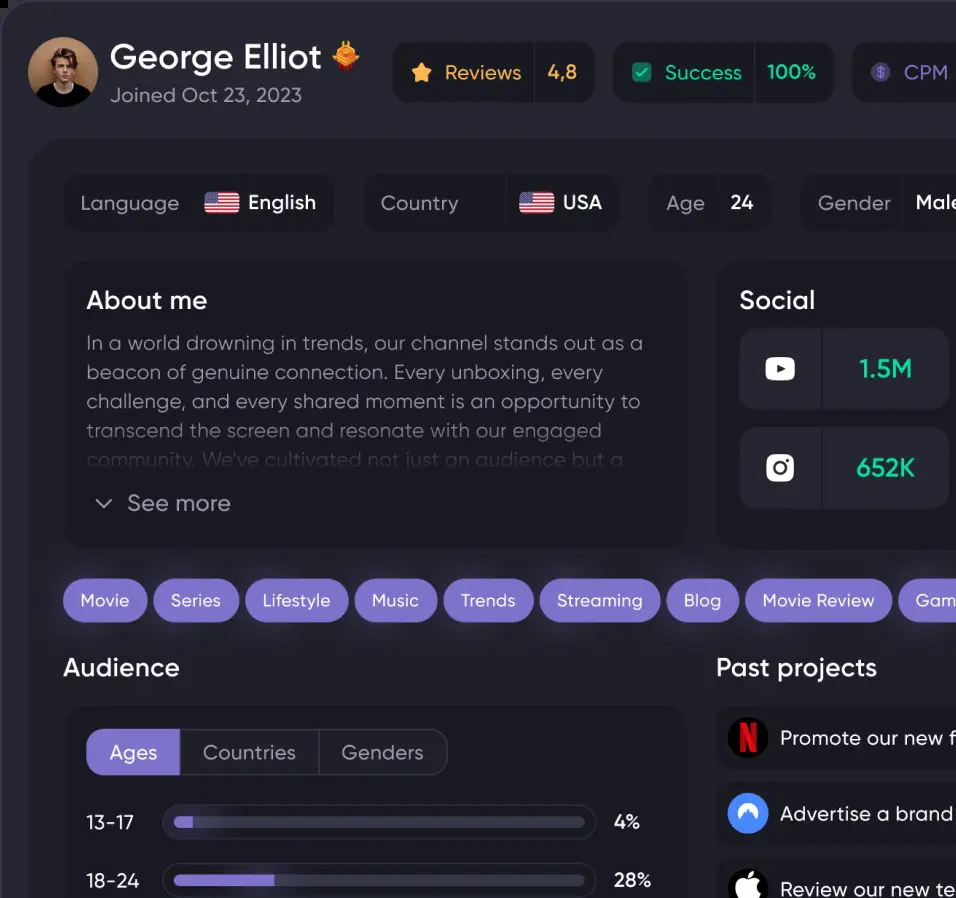 George Elliot
Joined Oct 23, 2023
Reviews 4,8
Success 100%
CPM
Language English
Country USA
Age 24
Gender Male
About me
In a world drowning in trends, our channel stands out as a
beacon of genuine connection. Every unboxing, every
challenge, and every shared moment is an opportunity to
transcend the screen and resonate with our engaged
community. We've cultivated not just an audience but a
See more
Social
1.5M
652K
Movie Series Lifestyle Music Trends Streaming Blog Movie Review Gam
Audience
Ages Countries Genders
13-17 4%
18-24 28%
Past projects
Promote our new f
Advertise a brand
Review our new te